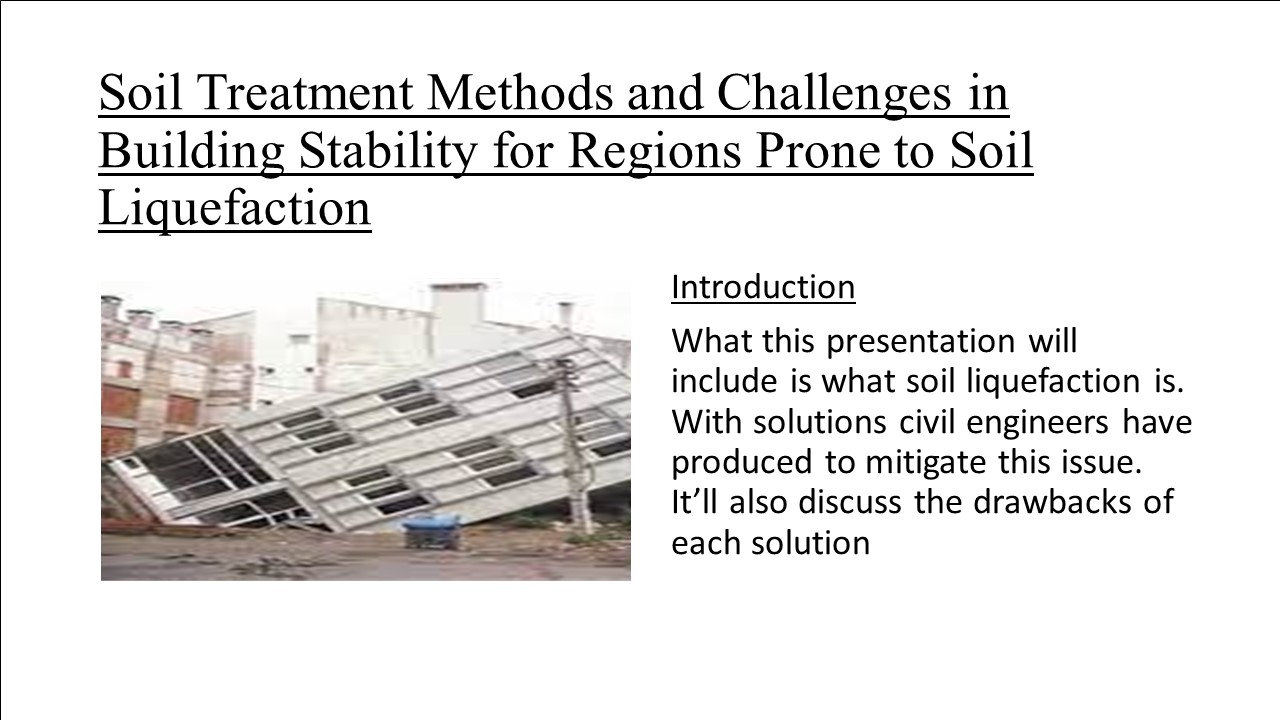 Soil Treatment Methods and Challenges in
Building Stability for Regions Prone to Soil
Liquefaction
Introduction
What this presentation will
include is what soil liquefaction is.
With solutions civil engineers have
produced to mitigate this issue.
It’ll also discuss the drawbacks of
each solution